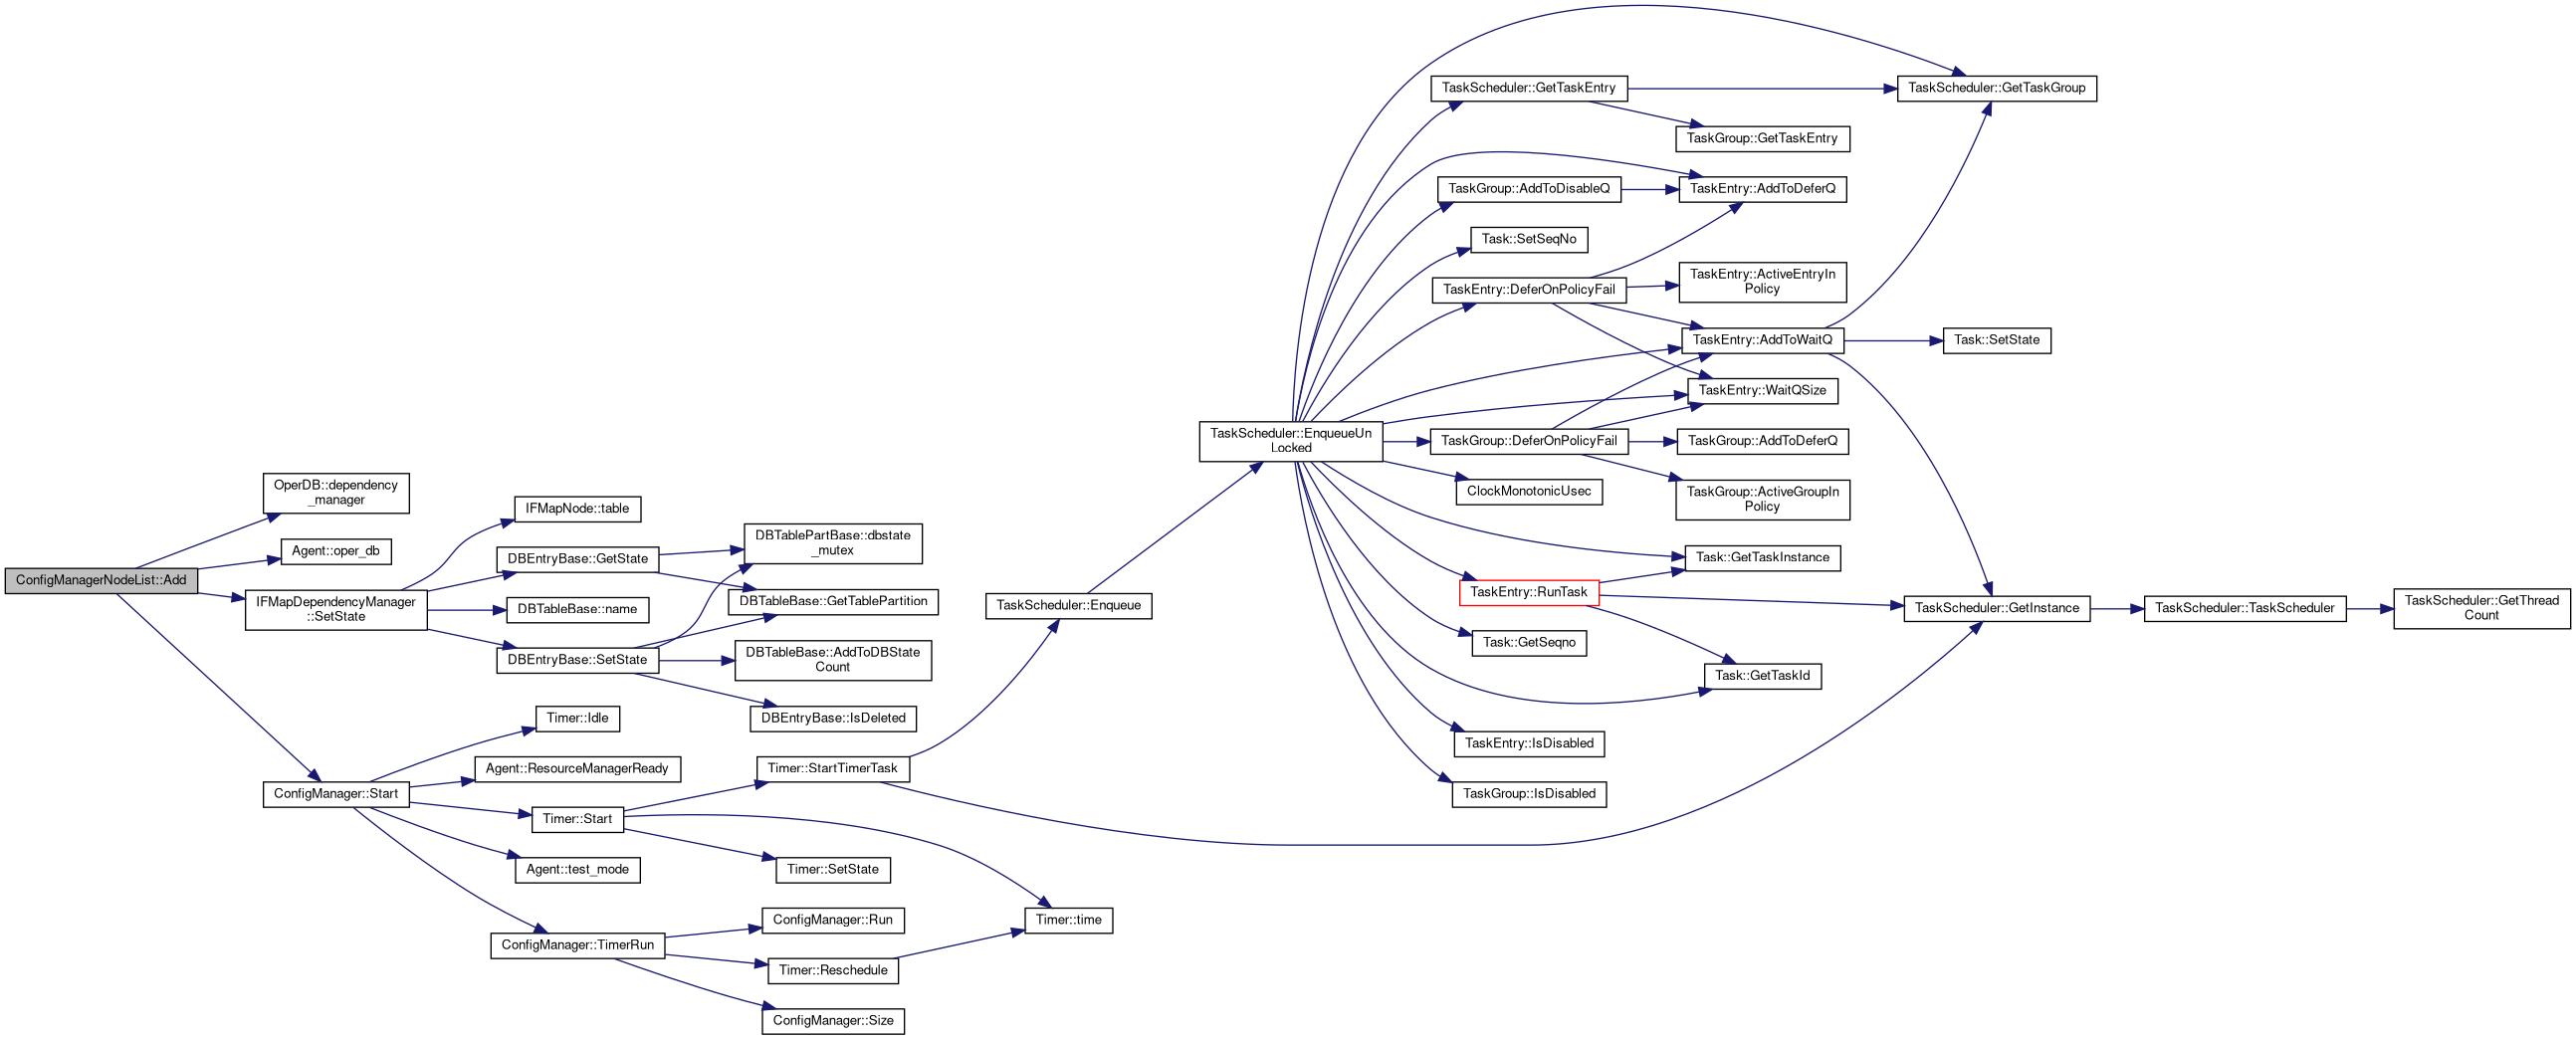 ConfigManagerNodeList::Add
OperDB::dependency
_manager
Agent::oper_db
IFMapDependencyManager
::SetState
ConfigManager::Start
IFMapNode::table
DBEntryBase::GetState
DBTableBase::name
DBEntryBase::SetState
DBTablePartBase::dbstate
_mutex
DBTableBase::GetTablePartition
DBTableBase::AddToDBState
Count
DBEntryBase::IsDeleted
Timer::Idle
Agent::ResourceManagerReady
Timer::Start
Agent::test_mode
ConfigManager::TimerRun
Timer::StartTimerTask
Timer::SetState
ConfigManager::Run
Timer::Reschedule
ConfigManager::Size
TaskScheduler::Enqueue
Timer::time
TaskScheduler::EnqueueUn
Locked
TaskScheduler::GetTaskEntry
TaskGroup::AddToDisableQ
Task::SetSeqNo
TaskEntry::DeferOnPolicyFail
TaskGroup::DeferOnPolicyFail
ClockMonotonicUsec
TaskEntry::RunTask
Task::GetSeqno
TaskEntry::IsDisabled
TaskGroup::IsDisabled
TaskGroup::GetTaskEntry
TaskEntry::AddToDeferQ
TaskEntry::ActiveEntryIn
Policy
TaskEntry::AddToWaitQ
TaskEntry::WaitQSize
TaskGroup::AddToDeferQ
TaskGroup::ActiveGroupIn
Policy
Task::GetTaskInstance
Task::GetTaskId
TaskScheduler::GetTaskGroup
Task::SetState
TaskScheduler::GetInstance
TaskScheduler::TaskScheduler
TaskScheduler::GetThread
Count